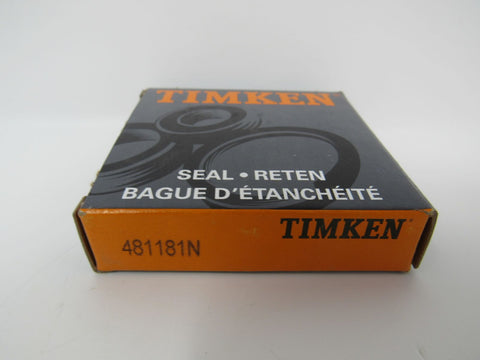 TIMKEN
SEAL • RETEN
BAGUE D'ÉTANCHÉITÉ
TIMKEN
481181N